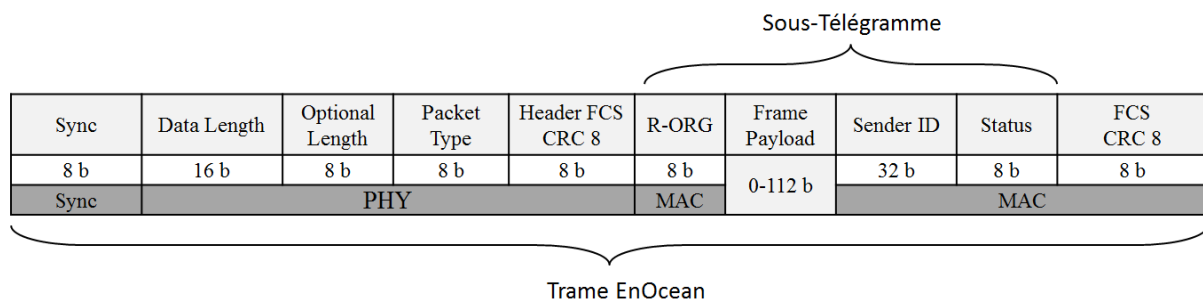 Sous-Télégramme
Sync Data Length Optional Length Packet Type Header FCS CRC 8 R-ORG Frame Payload Sender ID Status FCS CRC 8
8 b 16 b 8 b 8 b 8 b 8 b 0-112 b 32 b 8 b 8 b
Sync PHY MAC MAC
Trame EnOcean